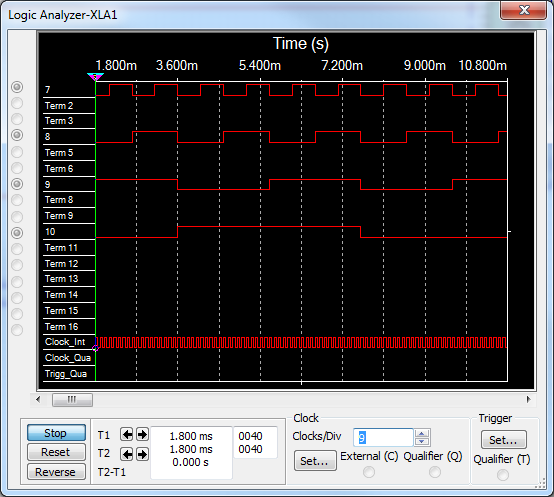 Logic Analyzer-XLA1
Time (s)
1.800m 3.600m 5.400m 7.200m 9.000m 10.800m
7
Term 2
Term 3
8
Term 5
Term 6
9
Term 8
Term 9
10
Term 11
Term 12
Term 13
Term 14
Term 15
Term 16
Clock_Int
Clock_Qua
Trigg_Qua
Stop
Reset
Reverse
T1 1.800 ms 0040
T2 1.800 ms 0040
T2-T1 0.000 s
Clock
Clocks/Div 9
Set... External (C) Qualifier (Q)
Trigger
Set...
Qualifier (T)